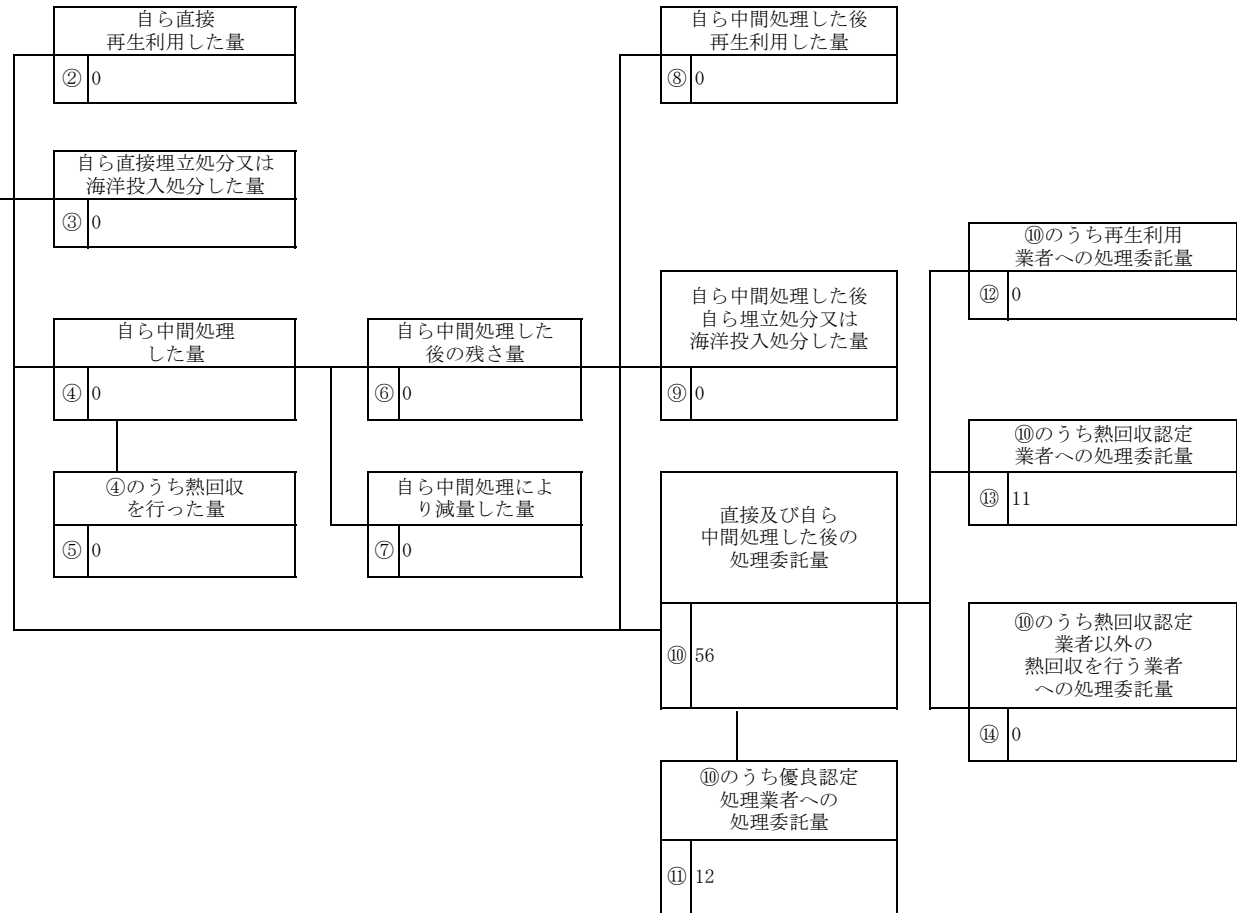 自ら直接
再生利用した量
② 0
自ら中間処理した後
再生利用した量
⑧ 0
自ら直接埋立処分又は
海洋投入処分した量
③ 0
⑩のうち再生利用
業者への処理委託量
⑫ 0
自ら中間処理
した量
④ 0
自ら中間処理した
後の残さ量
⑥ 0
自ら中間処理した後
自ら埋立処分又は
海洋投入処分した量
⑨ 0
⑩のうち熱回収認定
業者への処理委託量
⑬ 11
④のうち熱回収
を行った量
⑤ 0
自ら中間処理によ
り減量した量
⑦ 0
直接及び自ら
中間処理した後の
処理委託量
⑩ 56
⑩のうち熱回収認定
業者以外の
熱回収を行う業者
への処理委託量
⑭ 0
⑩のうち優良認定
処理業者への
処理委託量
⑪ 12